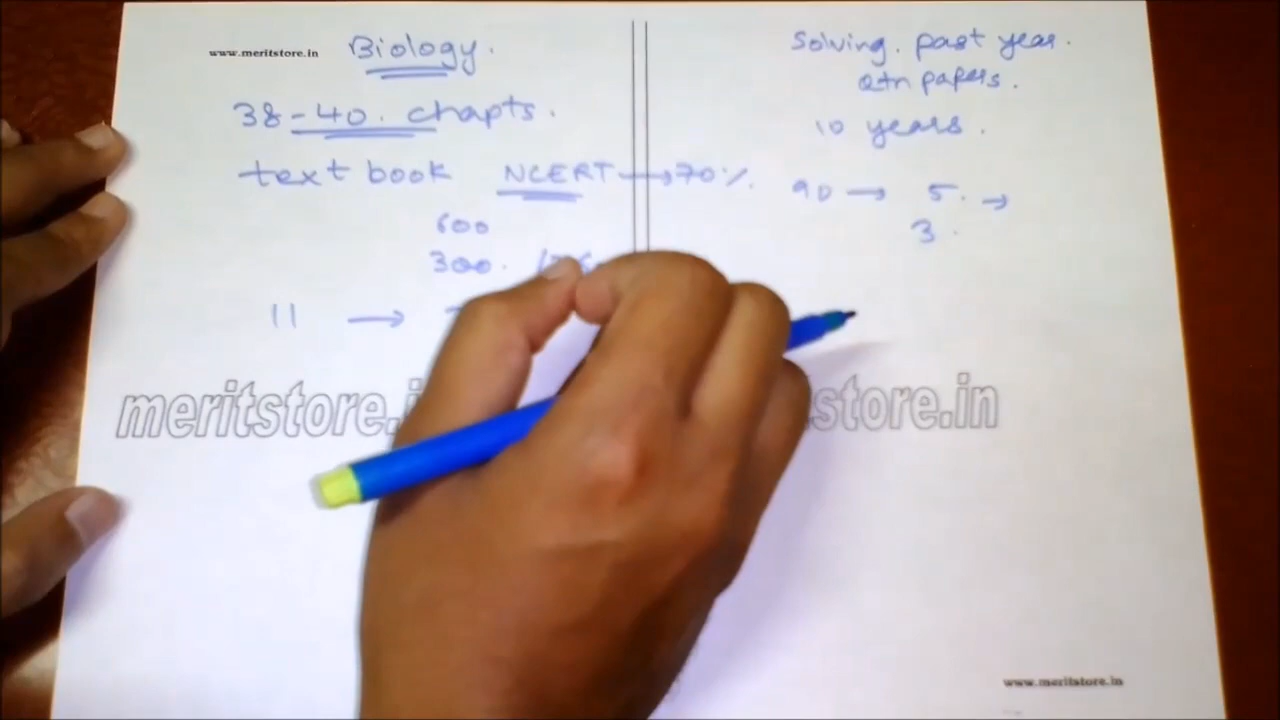 www.meritstore.in Biology.
38-40. chapts.
text book NCERT → 70%.
600
300.
11 →
Solving. past year.
Qtn papers.
10 years.
90 → 5. →
3.
meritstore.i
store.in
www.meritstore.in